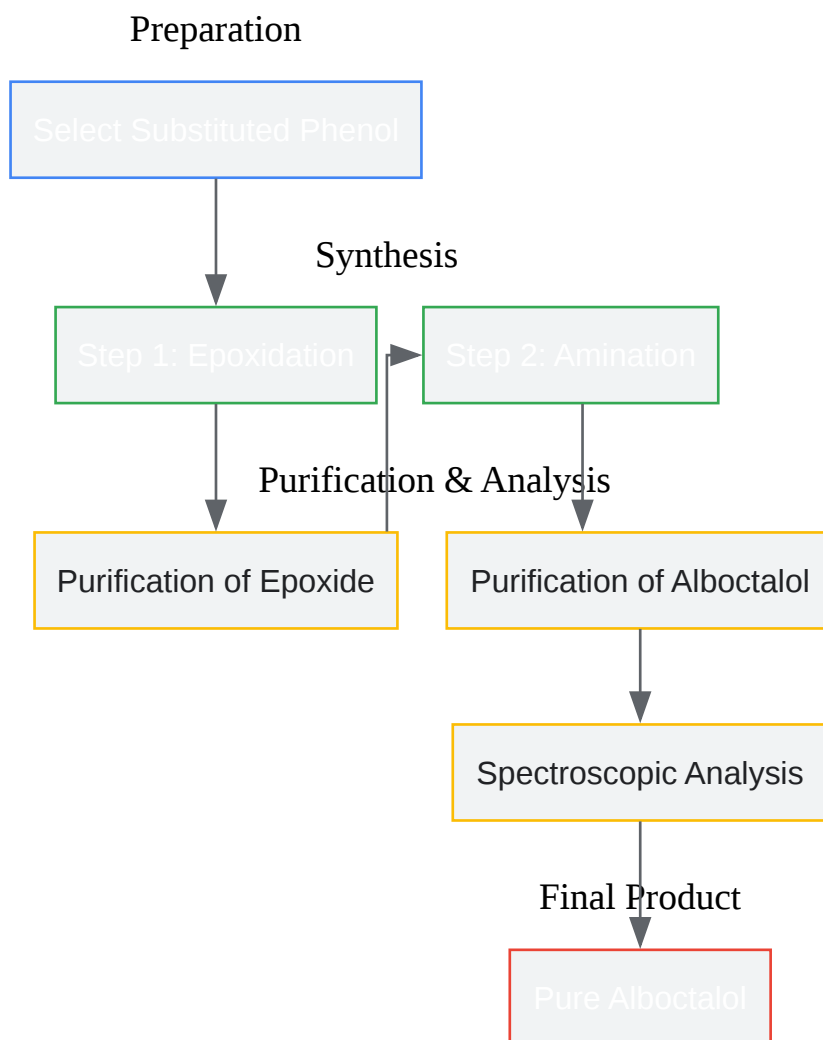 Preparation
Select Substituted Phenol
Synthesis
Step 1: Epoxidation
Step 2: Amination
Purification & Analysis
Purification of Epoxide
Purification of Alboctalol
Spectroscopic Analysis
Final Product
Pure Alboctalol